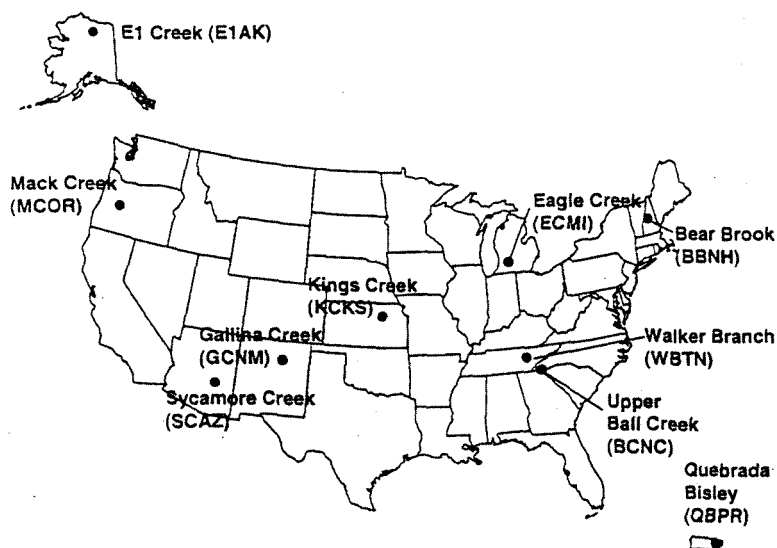 E1 Creek (E1AK)
Mack Creek
(MCOR)
Eagle Creek
(ECMI)
Bear Brook
(BBNH)
Kings Creek
(KCKS)
Gallina Creek
(GCNM)
Walker Branch
(WBTN)
Sycamore Creek
(SCAZ)
Upper
Ball Creek
(BCNC)
Quebrada
Bisley
(QBPR)